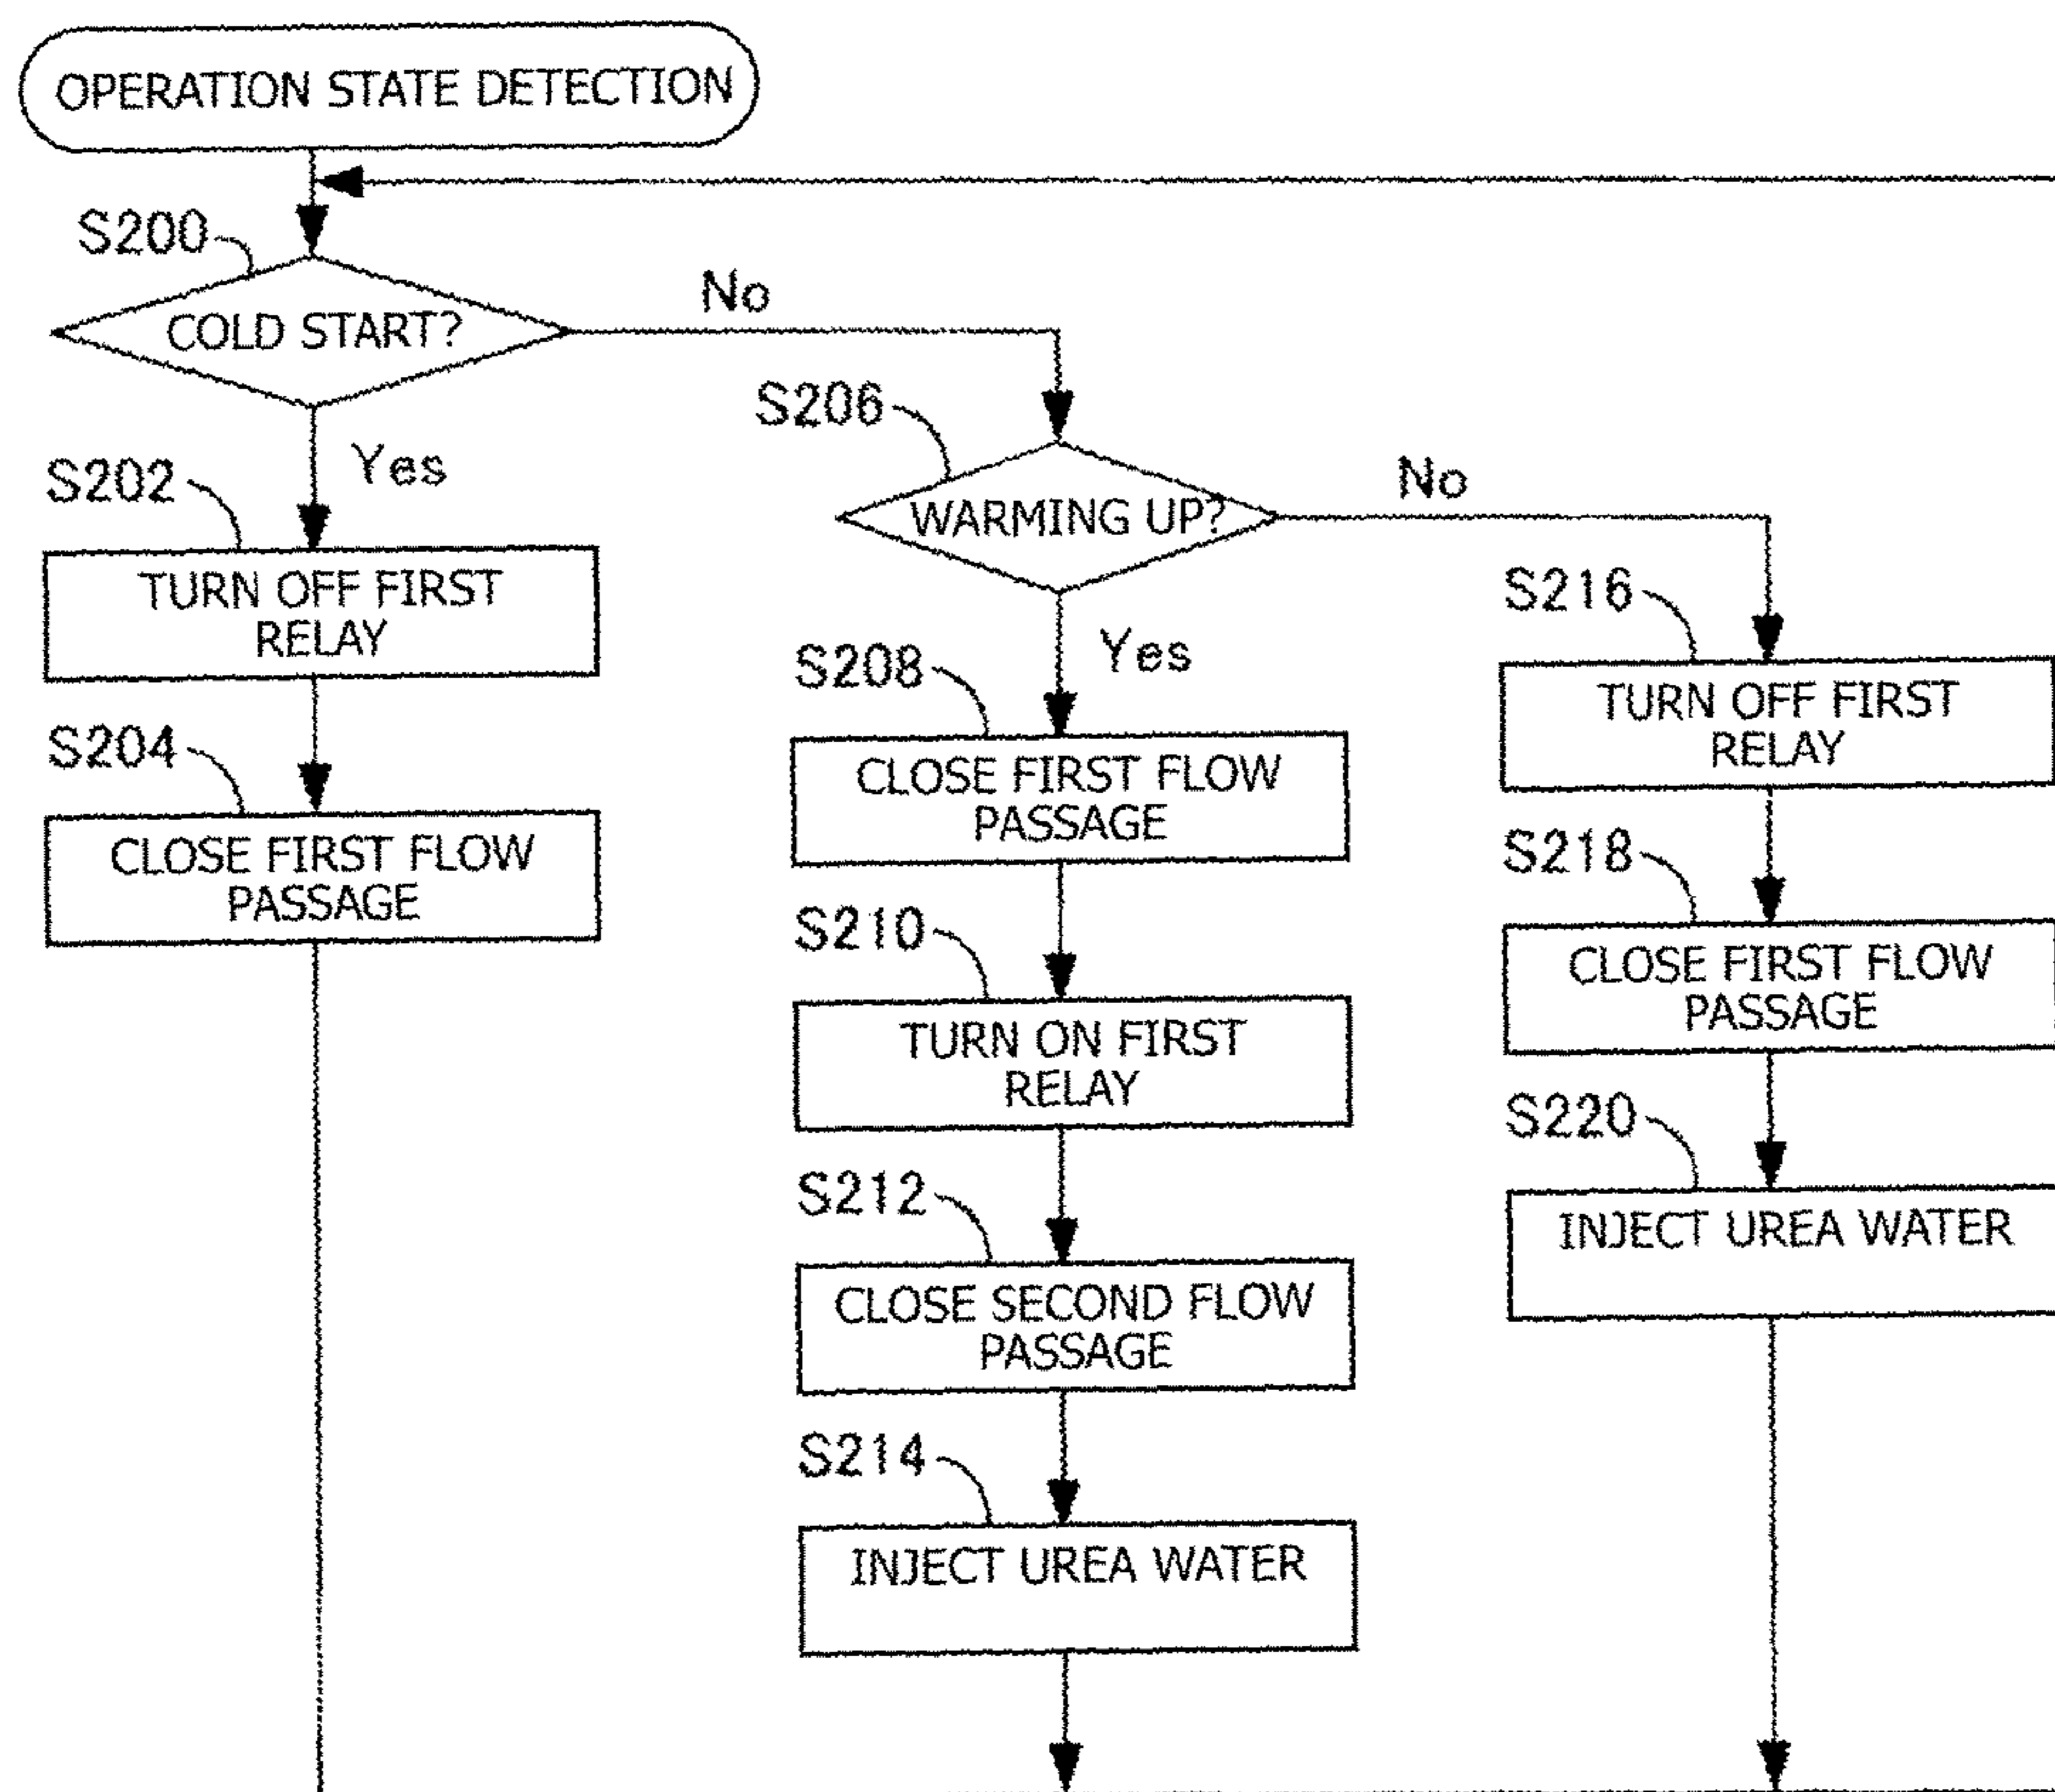 OPERATION STATE DETECTION
S200
COLD START?
No
Yes
S202
TURN OFF FIRST
RELAY
S204
CLOSE FIRST FLOW
PASSAGE
S206
WARMING UP?
No
Yes
S208
CLOSE FIRST FLOW
PASSAGE
S210
TURN ON FIRST
RELAY
S212
CLOSE SECOND FLOW
PASSAGE
S214
INJECT UREA WATER
S216
TURN OFF FIRST
RELAY
S218
CLOSE FIRST FLOW
PASSAGE
S220
INJECT UREA WATER